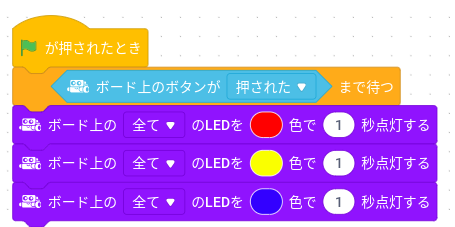 が押されたとき
ボード上のボタンが 押された ▼ まで待つ
ボード上の 全て ▼ のLEDを 色で 1 秒点灯する
ボード上の 全て ▼ のLEDを 色で 1 秒点灯する
ボード上の 全て ▼ のLEDを 色で 1 秒点灯する